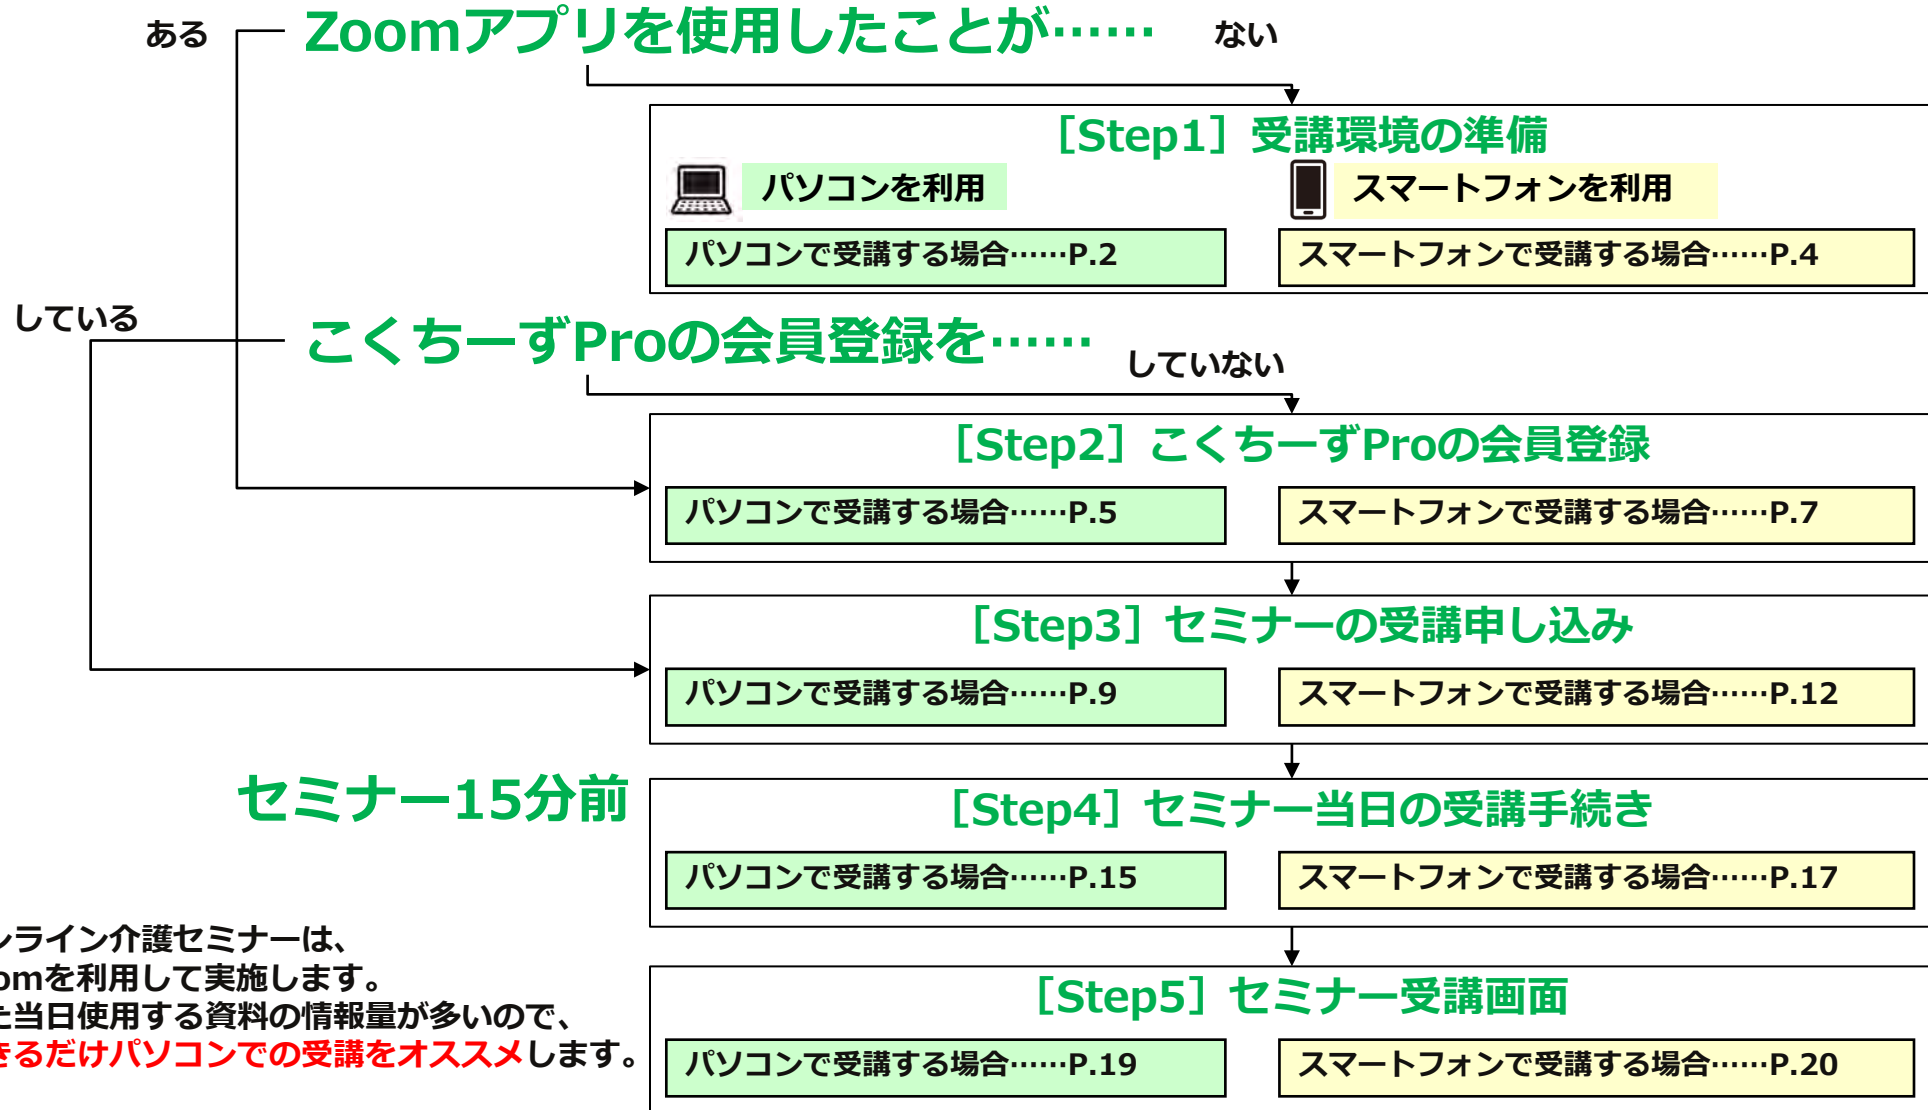 ある
Zoomアプリを使用したことが……
ない
［Step1］受講環境の準備
パソコンを利用
スマートフォンを利用
パソコンで受講する場合……P.2
スマートフォンで受講する場合……P.4
している
こくちーずProの会員登録を……
していない
［Step2］こくちーずProの会員登録
パソコンで受講する場合……P.5
スマートフォンで受講する場合……P.7
［Step3］セミナーの受講申し込み
パソコンで受講する場合……P.9
スマートフォンで受講する場合……P.12
セミナー15分前
［Step4］セミナー当日の受講手続き
パソコンで受講する場合……P.15
スマートフォンで受講する場合……P.17
ンライン介護セミナーは、
omを利用して実施します。
た当日使用する資料の情報量が多いので、
きるだけパソコンでの受講をオススメします。
［Step5］セミナー受講画面
パソコンで受講する場合……P.19
スマートフォンで受講する場合……P.20